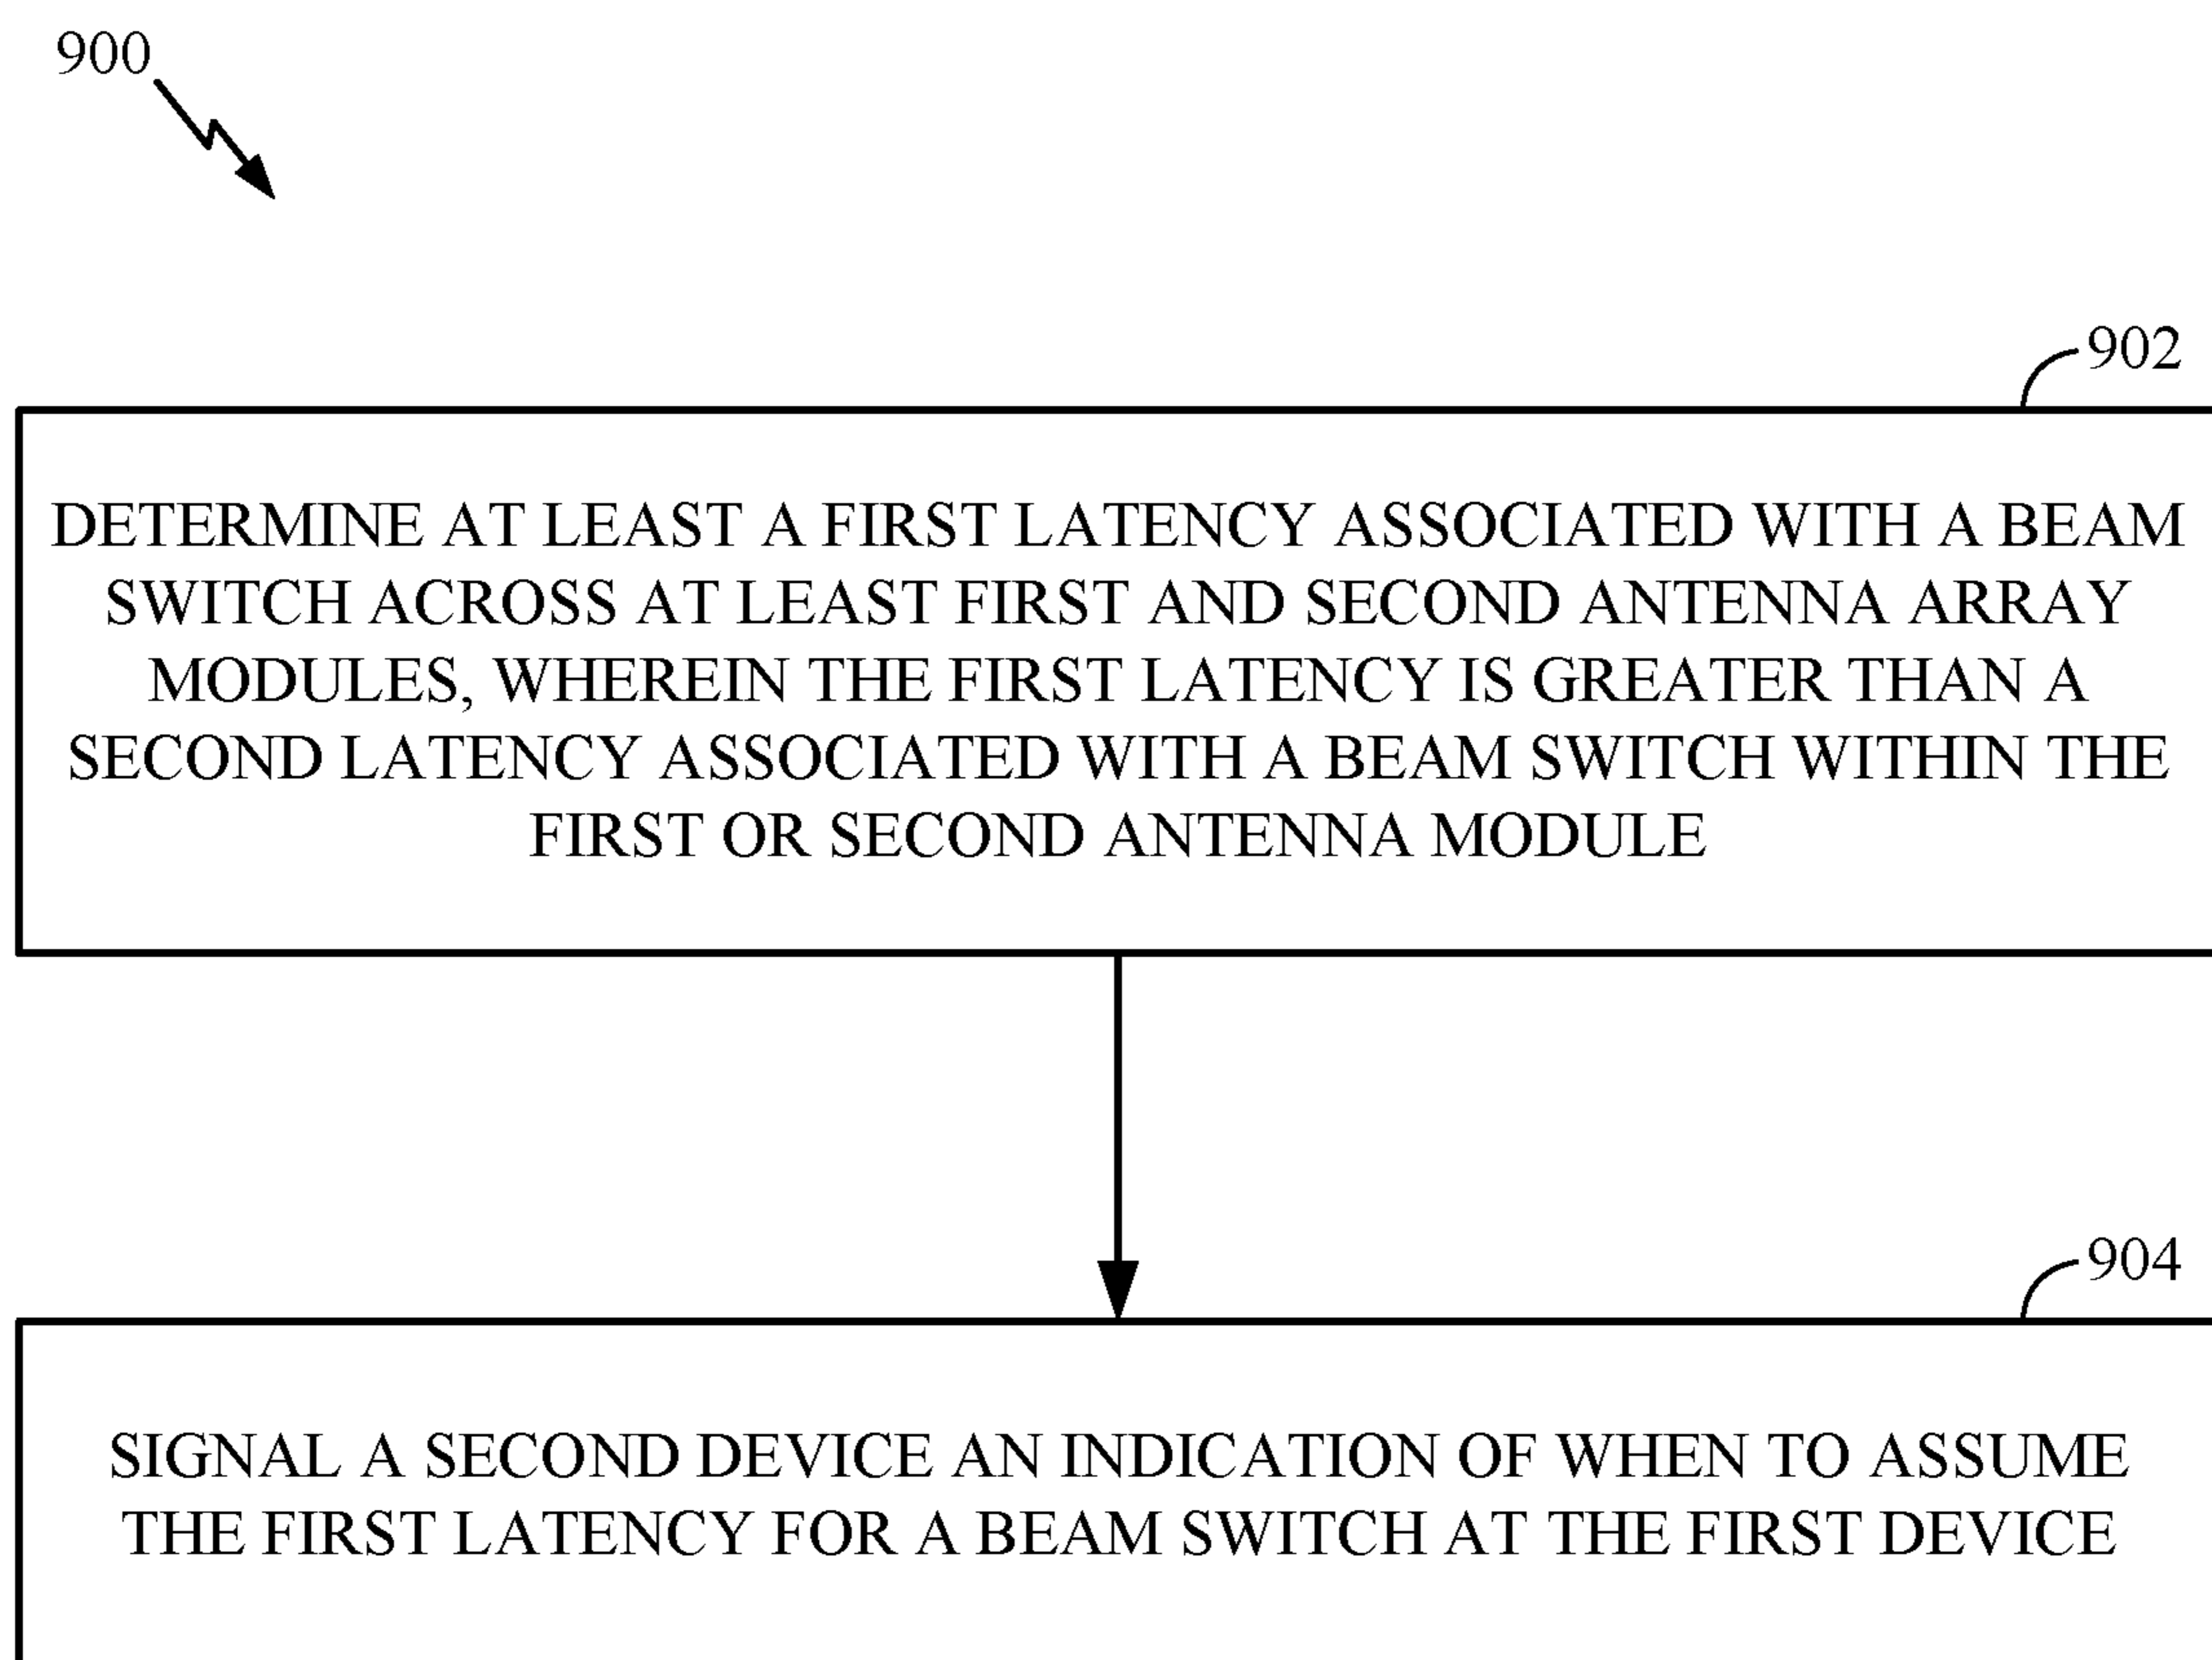 900
902
DETERMINE AT LEAST A FIRST LATENCY ASSOCIATED WITH A BEAM
SWITCH ACROSS AT LEAST FIRST AND SECOND ANTENNA ARRAY
MODULES, WHEREIN THE FIRST LATENCY IS GREATER THAN A
SECOND LATENCY ASSOCIATED WITH A BEAM SWITCH WITHIN THE
FIRST OR SECOND ANTENNA MODULE
904
SIGNAL A SECOND DEVICE AN INDICATION OF WHEN TO ASSUME
THE FIRST LATENCY FOR A BEAM SWITCH AT THE FIRST DEVICE